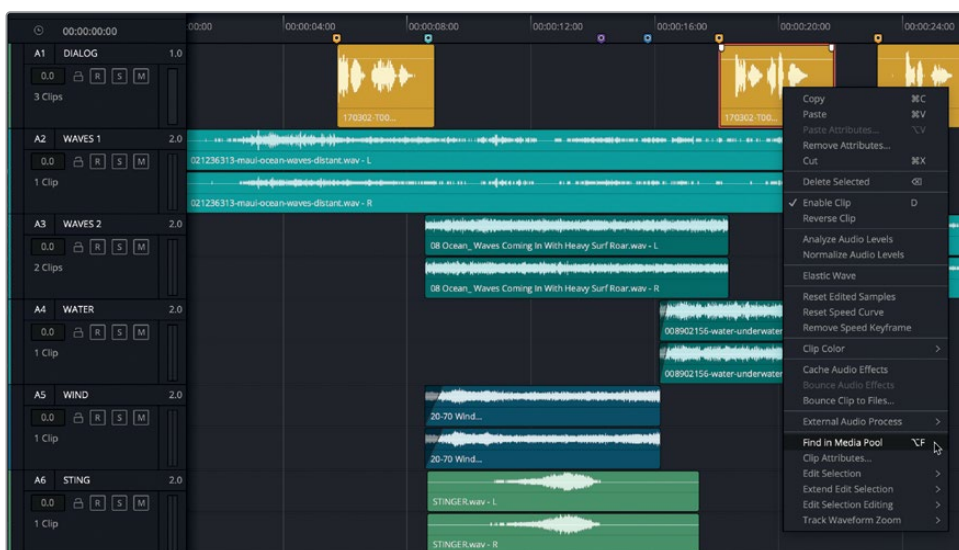 00:00:00:00
:00:00 00:00:04:00 00:00:08:00 00:00:12:00 00:00:16:00 00:00:20:00 00:00:24:00
A1 DIALOG 1.0
0.0 R S M
3 Clips
170302-T00...
170302-T00...
A2 WAVES 1 2.0
0.0 R S M
1 Clip
021236313-maui-ocean-waves-distant.wav - L
021236313-maui-ocean-waves-distant.wav - R
A3 WAVES 2 2.0
0.0 R S M
2 Clips
08 Ocean_ Waves Coming In With Heavy Surf Roar.wav - L
08 Ocean_ Waves Coming In With Heavy Surf Roar.wav - R
A4 WATER 2.0
0.0 R S M
1 Clip
008902156-water-underwater
008902156-water-underwater
A5 WIND 2.0
0.0 R S M
1 Clip
20-70 Wind...
20-70 Wind...
A6 STING 2.0
0.0 R S M
1 Clip
STINGER.wav - L
STINGER.wav - R
Copy ⌘C
Paste ⌘V
Paste Attributes... ⌥V
Remove Attributes...
Cut ⌘X
Delete Selected ⌫
✓ Enable Clip D
Reverse Clip
Analyze Audio Levels
Normalize Audio Levels
Elastic Wave
Reset Edited Samples
Reset Speed Curve
Remove Speed Keyframe
Clip Color >
Cache Audio Effects
Bounce Audio Effects
Bounce Clip to Files...
External Audio Process >
Find in Media Pool ⌥F
Clip Attributes...
Edit Selection >
Extend Edit Selection >
Edit Selection Editing >
Track Waveform Zoom >